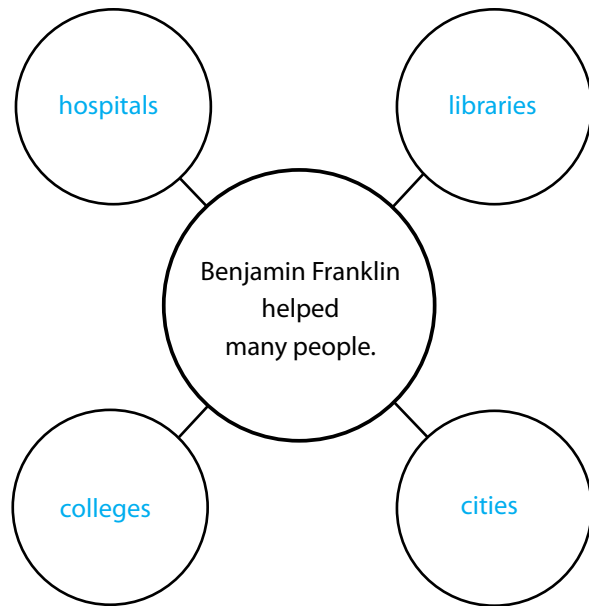 hospitals
libraries
Benjamin Franklin
helped
many people.
colleges
cities